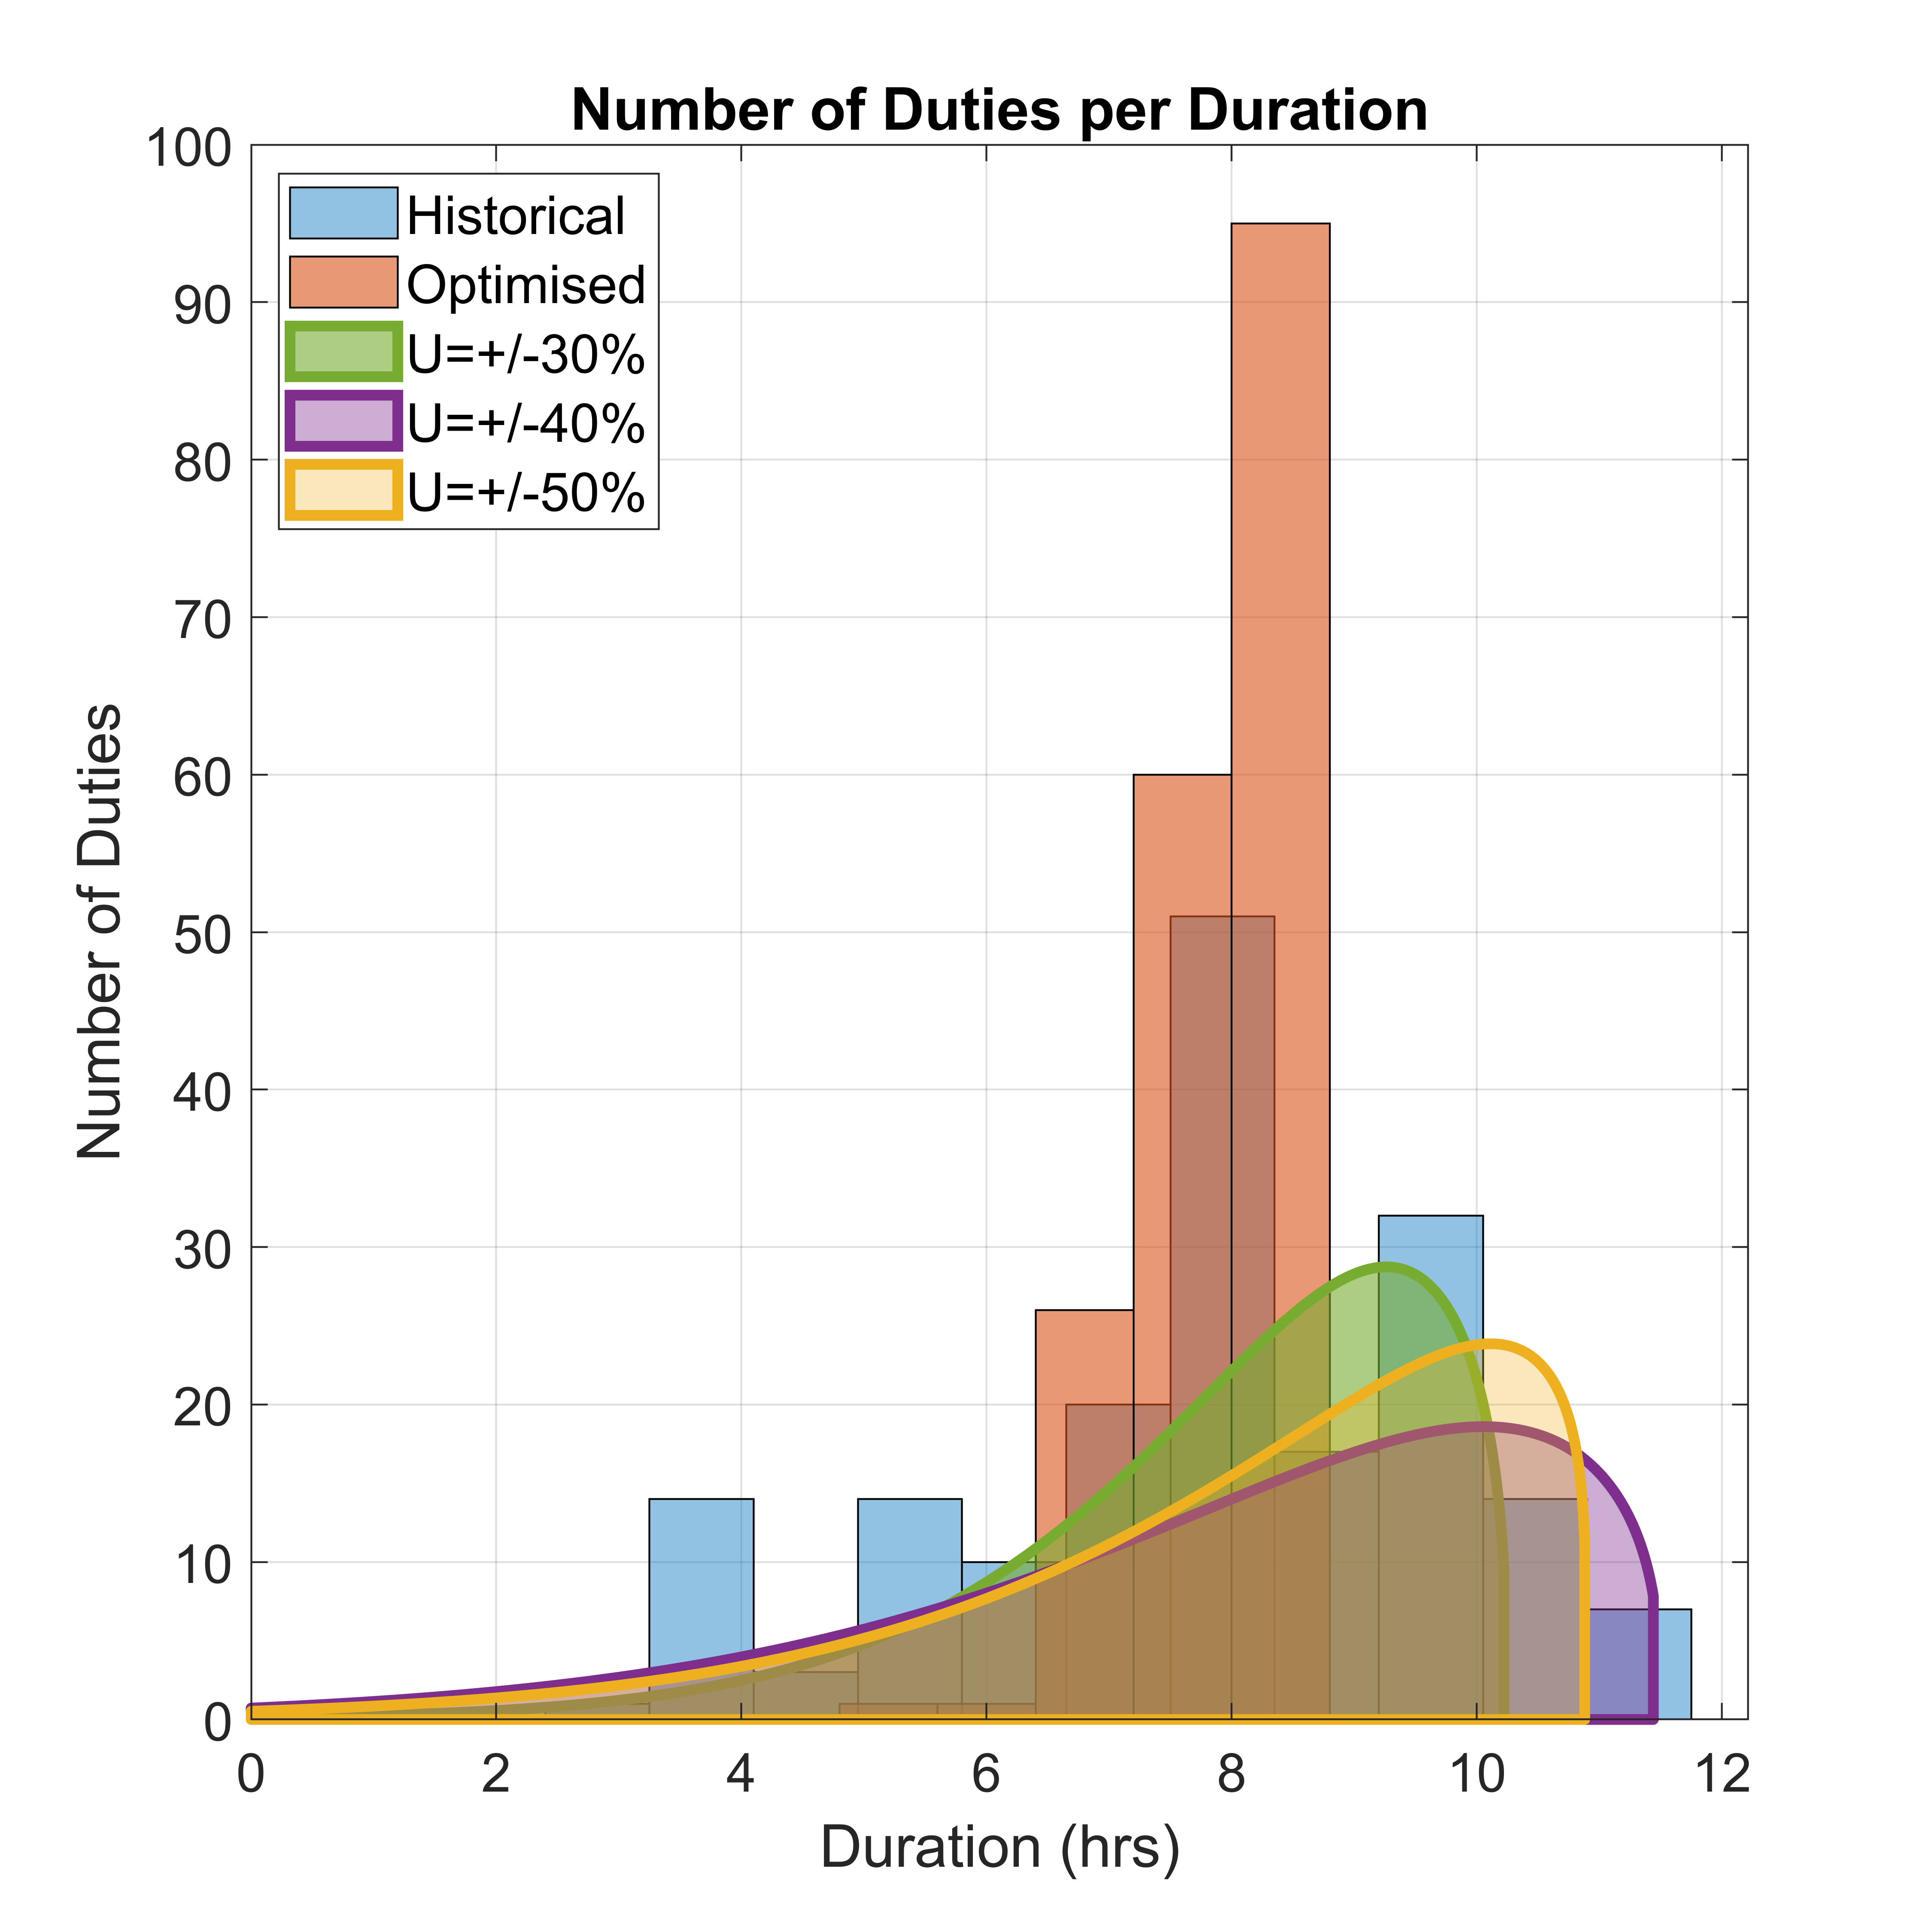 Number of Duties per Duration
100
90
80
70
60
50
40
30
20
10
0
Historical
Optimised
U=+/-30%
U=+/-40%
U=+/-50%
Number of Duties
0 2 4 6 8 10 12
Duration (hrs)